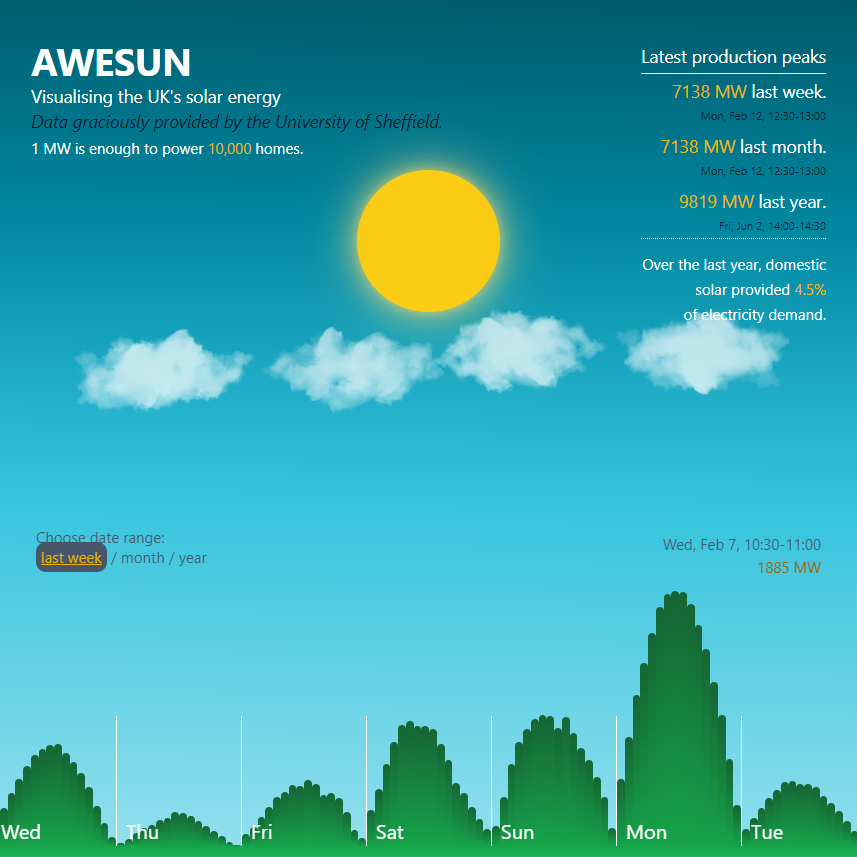 AWESUN
Visualising the UK's solar energy
Data graciously provided by the University of Sheffield.
1 MW is enough to power 10,000 homes.
Latest production peaks
7138 MW last week.
Mon, Feb 12, 12:30-13:00
7138 MW last month.
Mon, Feb 12, 12:30-13:00
9819 MW last year.
Fri, Jun 2, 14:00-14:30
Over the last year, domestic
solar provided 4.5%
of electricity demand.
Choose date range:
last week / month / year
Wed, Feb 7, 10:30-11:00
1885 MW
Wed Thu Fri Sat Sun Mon Tue